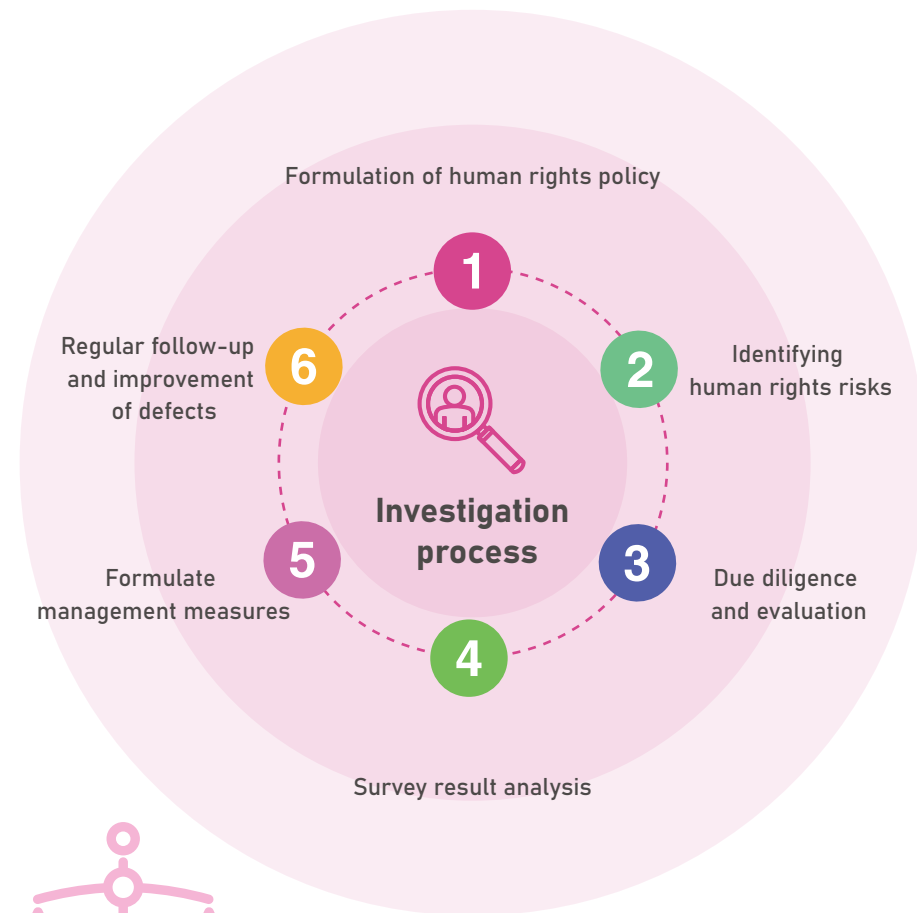 Formulation of human rights policy
1
2
Identifying
human rights risks
3
Due diligence
and evaluation
4
Survey result analysis
5
Formulate
management measures
6
Regular follow-up
and improvement
of defects
Investigation
process